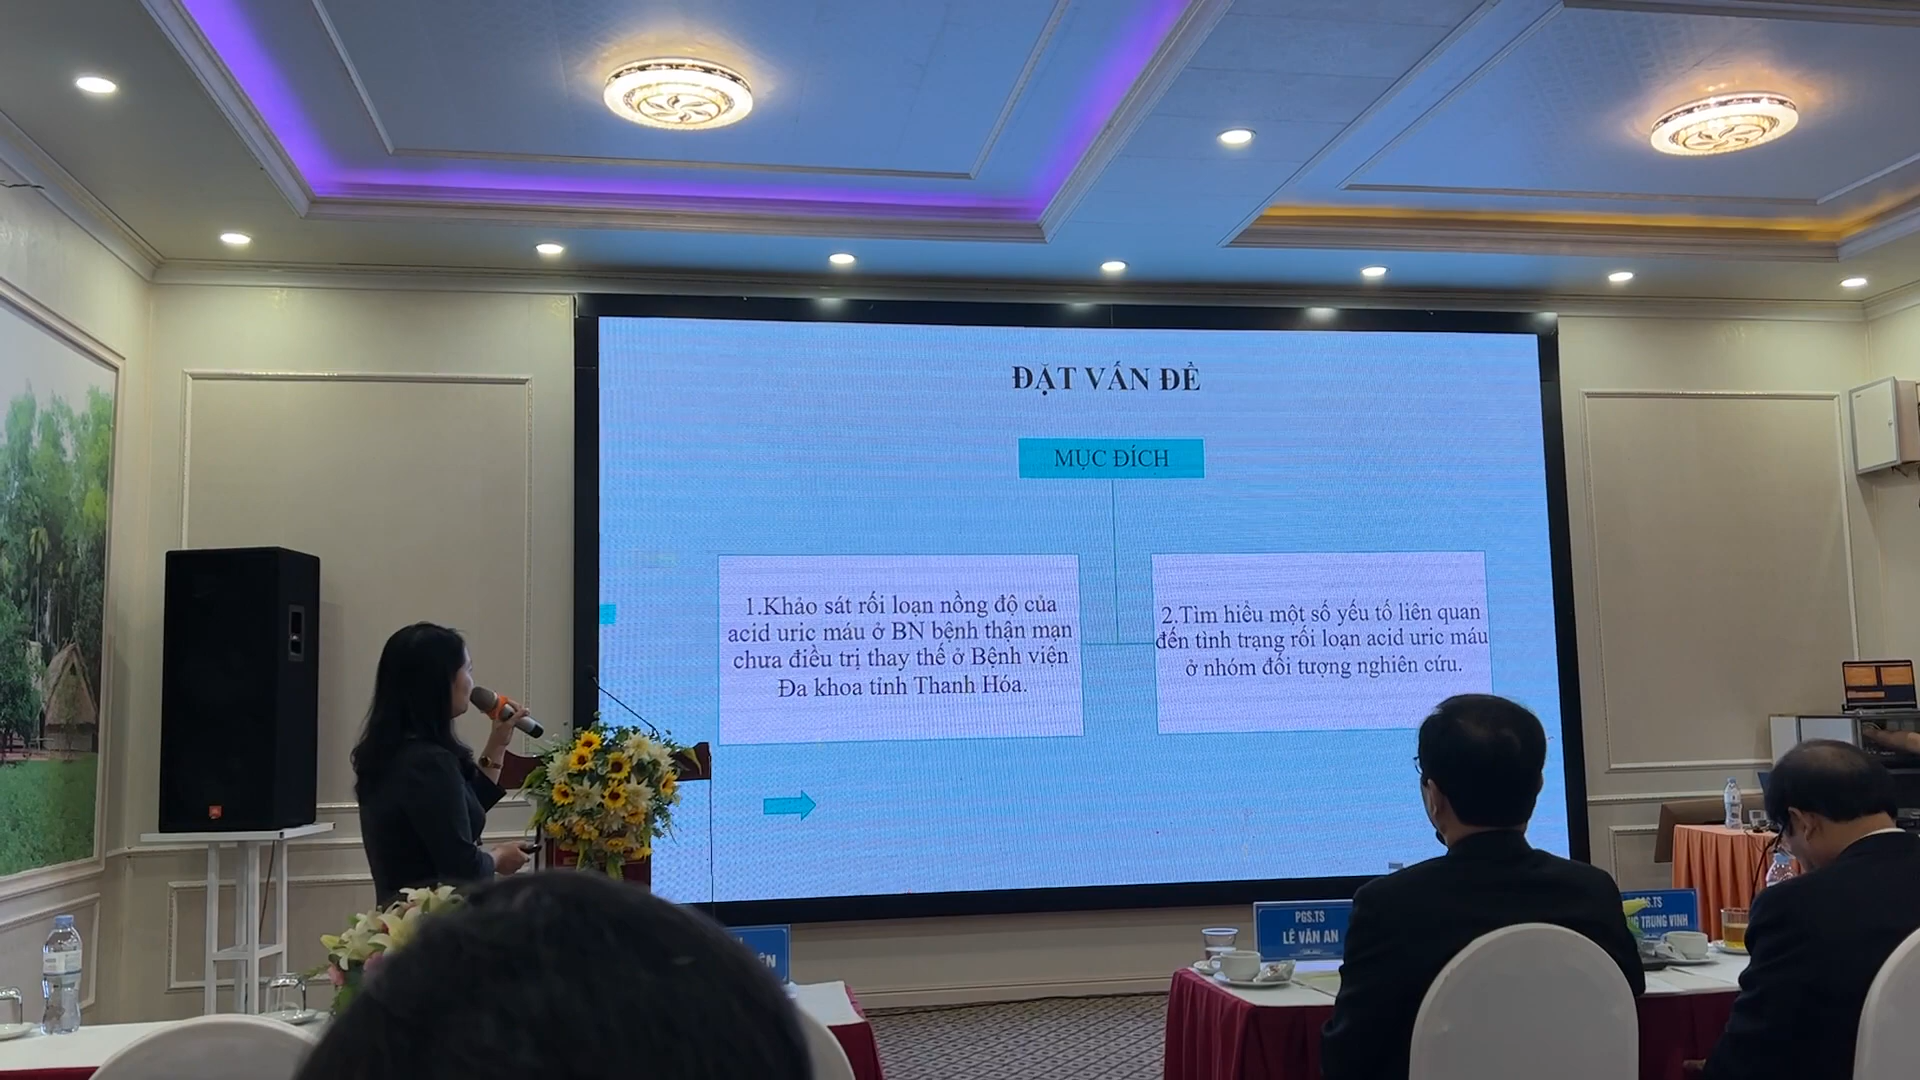 ĐẶT VẤN ĐỀ
MỤC ĐÍCH
1.Khảo sát rối loạn nồng độ của
acid uric máu ở BN bệnh thận mạn
chưa điều trị thay thế ở Bệnh viện
Đa khoa tỉnh Thanh Hóa.
2.Tìm hiểu một số yếu tố liên quan
đến tình trạng rối loạn acid uric máu
ở nhóm đối tượng nghiên cứu.
PGS.TS
LÊ VĂN AN
TRUNG VINH